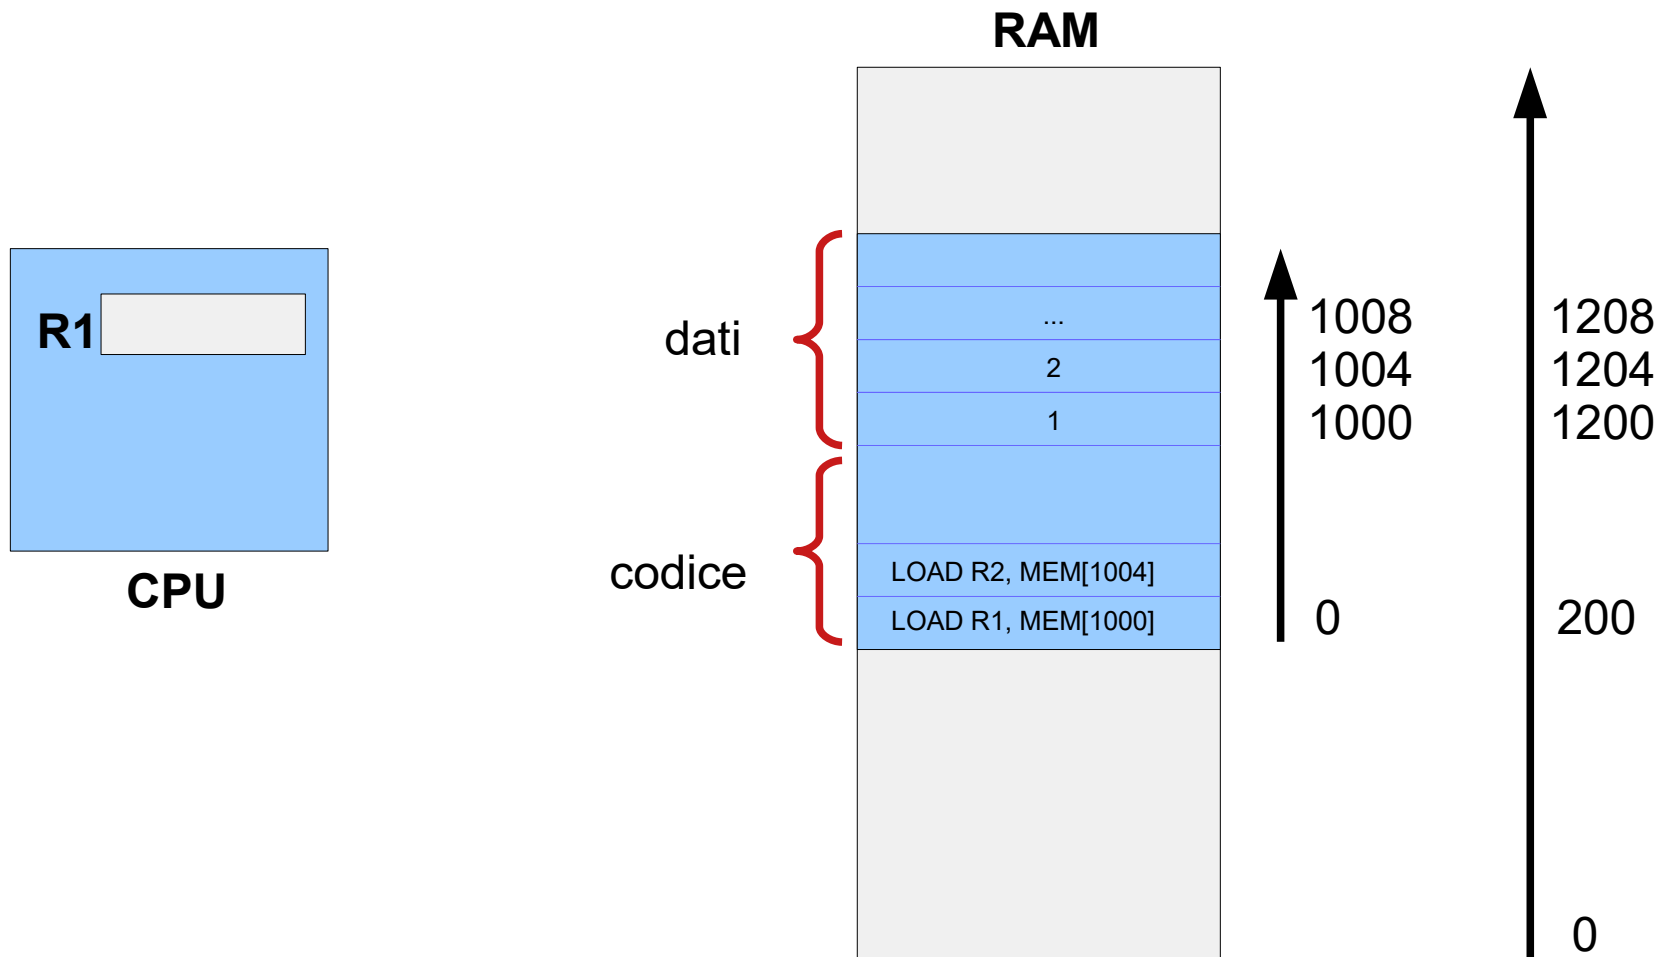 RAM
R1
CPU
dati
codice
...
2
1
LOAD R2, MEM[1004]
LOAD R1, MEM[1000]
1008
1004
1000
0
1208
1204
1200
200
0